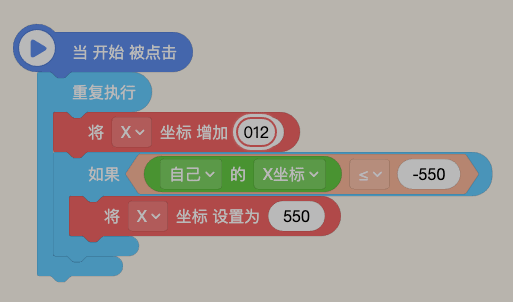 当 开始 被点击
重复执行
将 X 坐标 增加 012
如果 自己 的 X坐标 ≤ -550
将 X 坐标 设置为 550